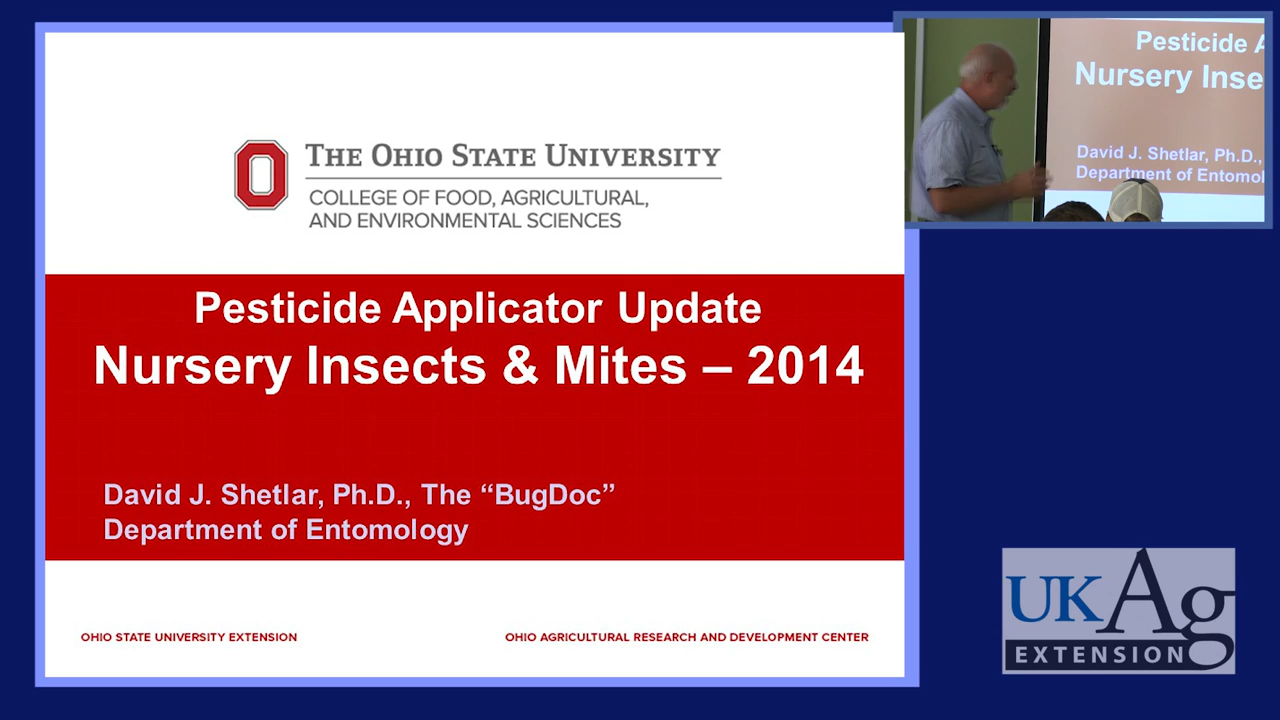 THE OHIO STATE UNIVERSITY
COLLEGE OF FOOD, AGRICULTURAL,
AND ENVIRONMENTAL SCIENCES
Pesticide Applicator Update
Nursery Insects & Mites – 2014
David J. Shetlar, Ph.D., The “BugDoc”
Department of Entomology
OHIO STATE UNIVERSITY EXTENSION
OHIO AGRICULTURAL RESEARCH AND DEVELOPMENT CENTER
Pesticide A
Nursery Inse
David J. Shetlar, Ph.D.,
Department of Entomol
UKAg
EXTENSION